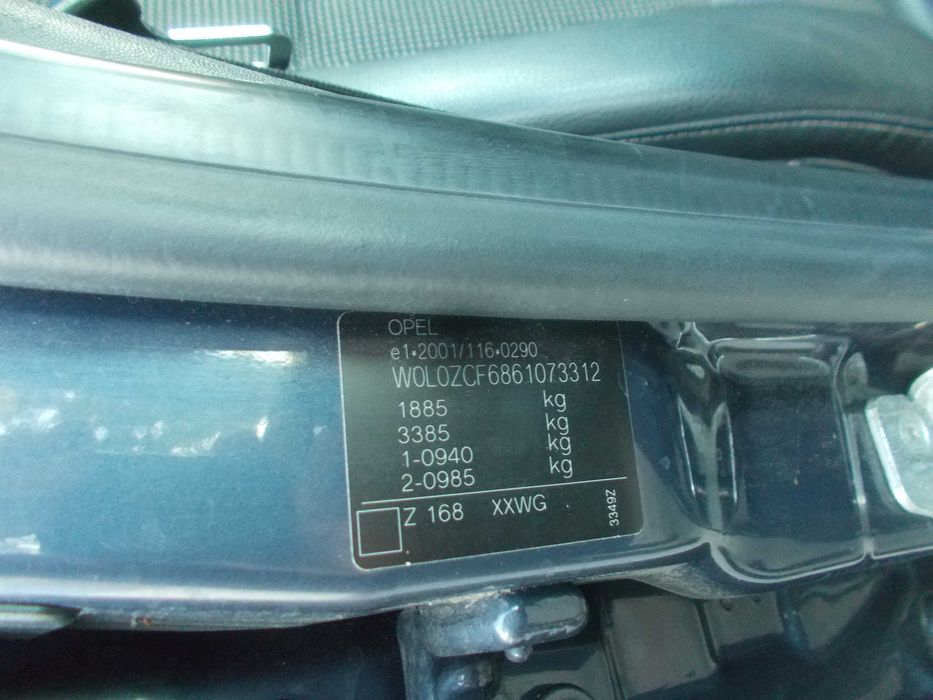 OPEL
e1*2001/116*0290
W0L0ZCF6861073312
1885 kg
3385 kg
1-0940 kg
2-0985 kg
Z 168 XXWG
3349Z